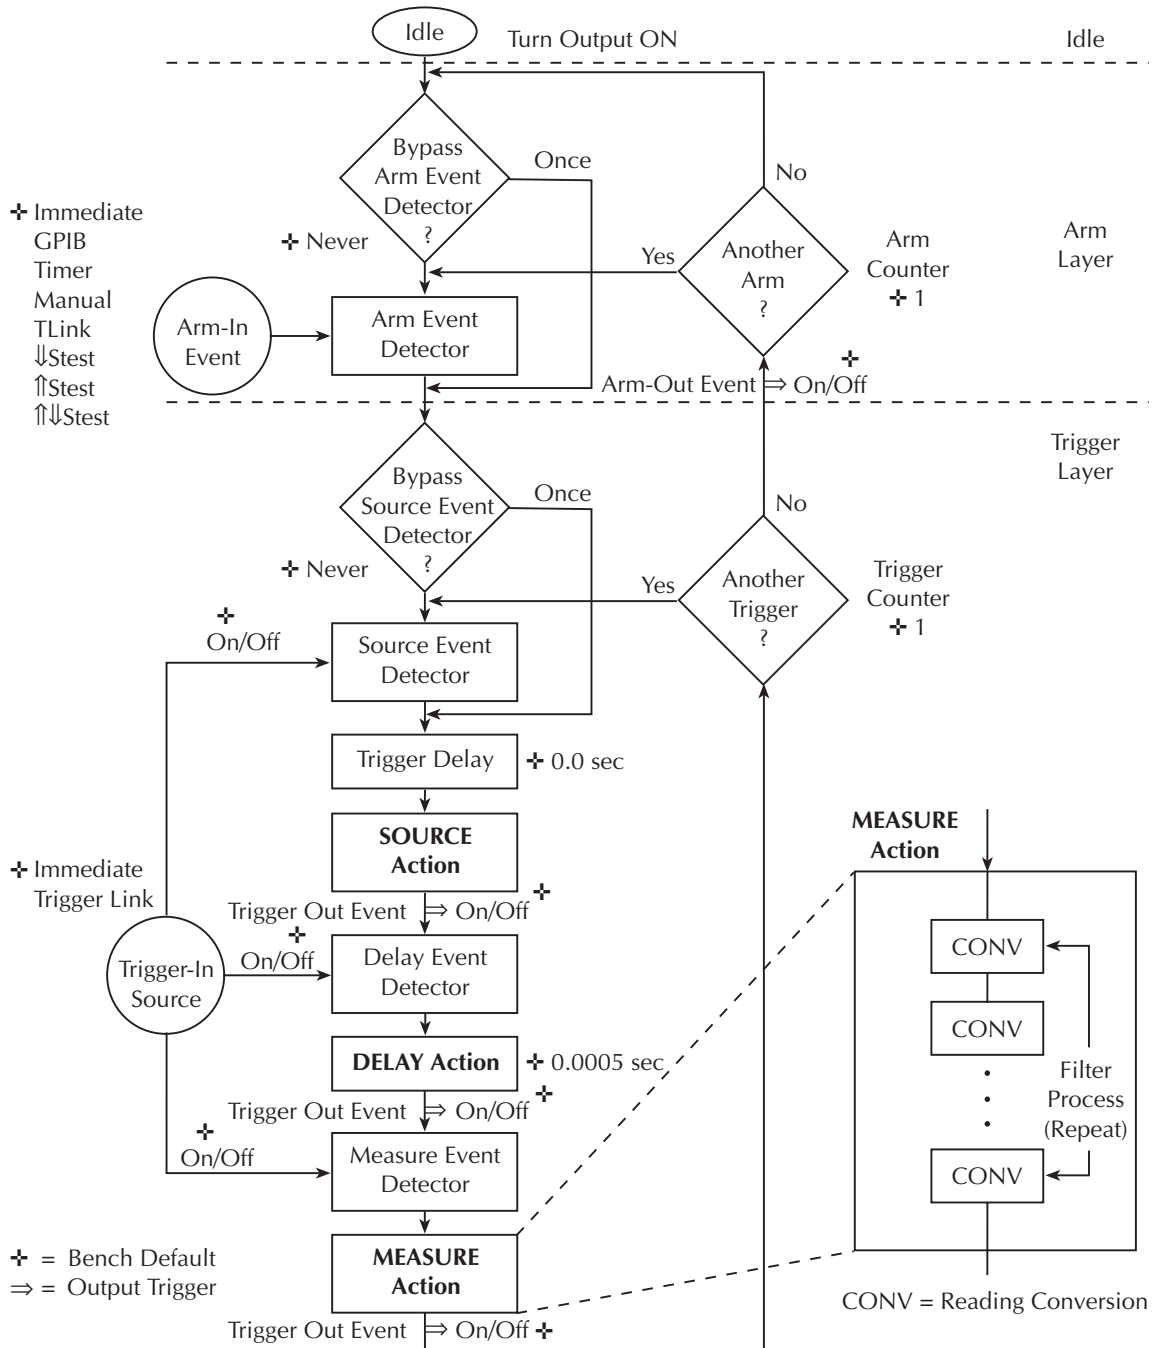 Idle
Turn Output ON
Idle
Bypass
Arm Event
Detector
?
Once
No
✛ Immediate
GPIB
Timer
Manual
TLink
⇓Stest
⇑Stest
⇑⇓Stest
✛ Never
Yes
Another
Arm
?
Arm
Counter
✛ 1
Arm
Layer
Arm-In
Event
Arm Event
Detector
Arm-Out Event ⇒ On/Off ✛
Trigger
Layer
Bypass
Source Event
Detector
?
Once
No
✛ Never
Yes
Another
Trigger
?
Trigger
Counter
✛ 1
✛
On/Off
Source Event
Detector
Trigger Delay
✛ 0.0 sec
SOURCE
Action
MEASURE
Action
✛ Immediate
Trigger Link
Trigger Out Event ⇒ On/Off ✛
Trigger-In
Source
✛
On/Off
Delay Event
Detector
CONV
CONV
DELAY Action
✛ 0.0005 sec
Filter
Process
(Repeat)
Trigger Out Event ⇒ On/Off ✛
✛
On/Off
Measure Event
Detector
CONV
✛ = Bench Default
⇒ = Output Trigger
MEASURE
Action
CONV = Reading Conversion
Trigger Out Event ⇒ On/Off ✛